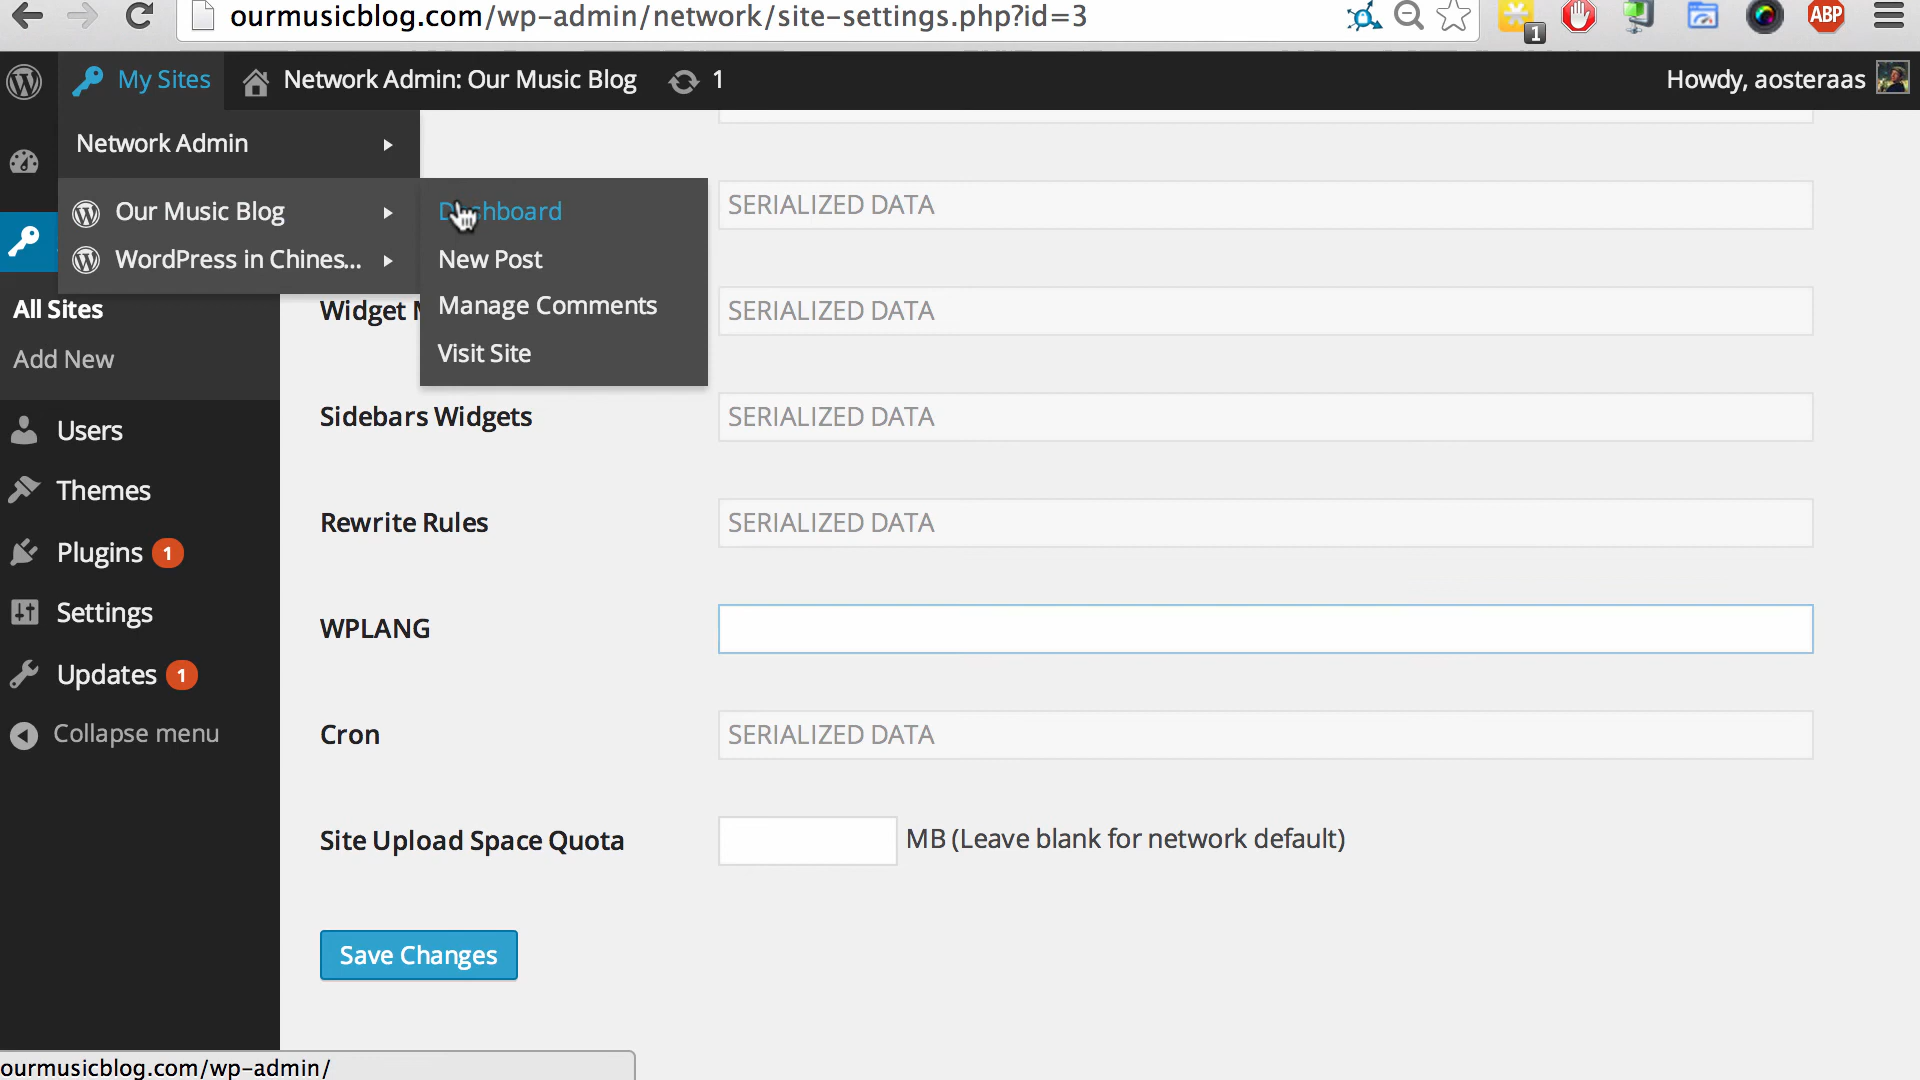 ourmusicblog.com/wp-admin/network/site-settings.php?id=3
1
ABP
My Sites
Network Admin: Our Music Blog
1
Howdy, aosteraas
Network Admin
Our Music Blog
WordPress in Chines...
Dashboard
New Post
Manage Comments
Visit Site
All Sites
Add New
Users
Themes
Plugins 1
Settings
Updates 1
Collapse menu
SERIALIZED DATA
Widget
SERIALIZED DATA
Sidebars Widgets
SERIALIZED DATA
Rewrite Rules
SERIALIZED DATA
WPLANG
Cron
SERIALIZED DATA
Site Upload Space Quota
MB (Leave blank for network default)
Save Changes
ourmusicblog.com/wp-admin/